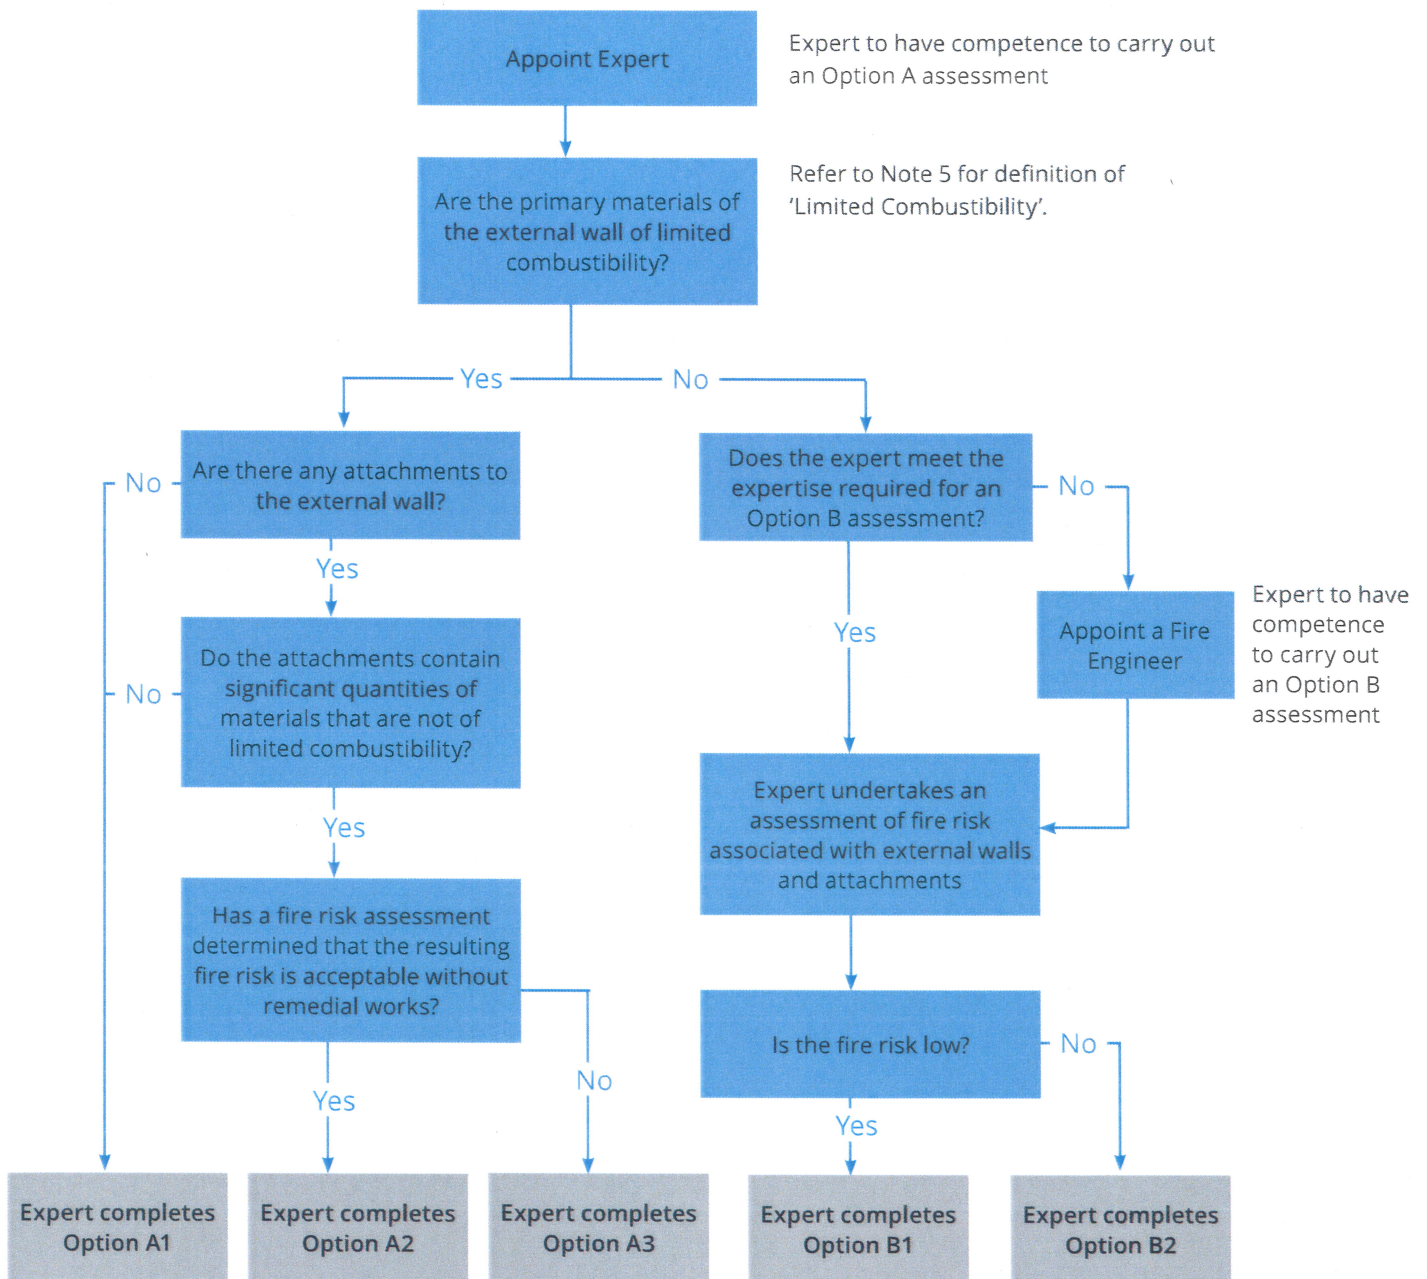 Appoint Expert
Expert to have competence to carry out
an Option A assessment
Are the primary materials of
the external wall of limited
combustibility?
Refer to Note 5 for definition of
‘Limited Combustibility’.
Yes
No
Are there any attachments to
the external wall?
No
Yes
Does the expert meet the
expertise required for an
Option B assessment?
No
Yes
Appoint a Fire
Engineer
Expert to have
competence
to carry out
an Option B
assessment
Do the attachments contain
significant quantities of
materials that are not of
limited combustibility?
No
Yes
Expert undertakes an
assessment of fire risk
associated with external walls
and attachments
Has a fire risk assessment
determined that the resulting
fire risk is acceptable without
remedial works?
Yes
No
Is the fire risk low?
No
Yes
Expert completes
Option A1
Expert completes
Option A2
Expert completes
Option A3
Expert completes
Option B1
Expert completes
Option B2